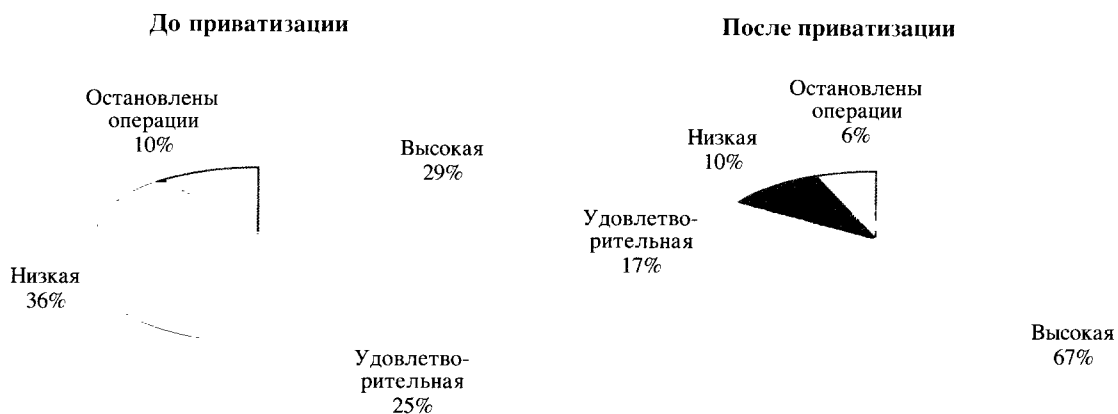 До приватизации
Остановлены
операции
10%
Высокая
29%
Низкая
36%
Удовлетво-
рительная
25%
После приватизации
Остановлены
операции
6%
Низкая
10%
Удовлетво-
рительная
17%
Высокая
67%